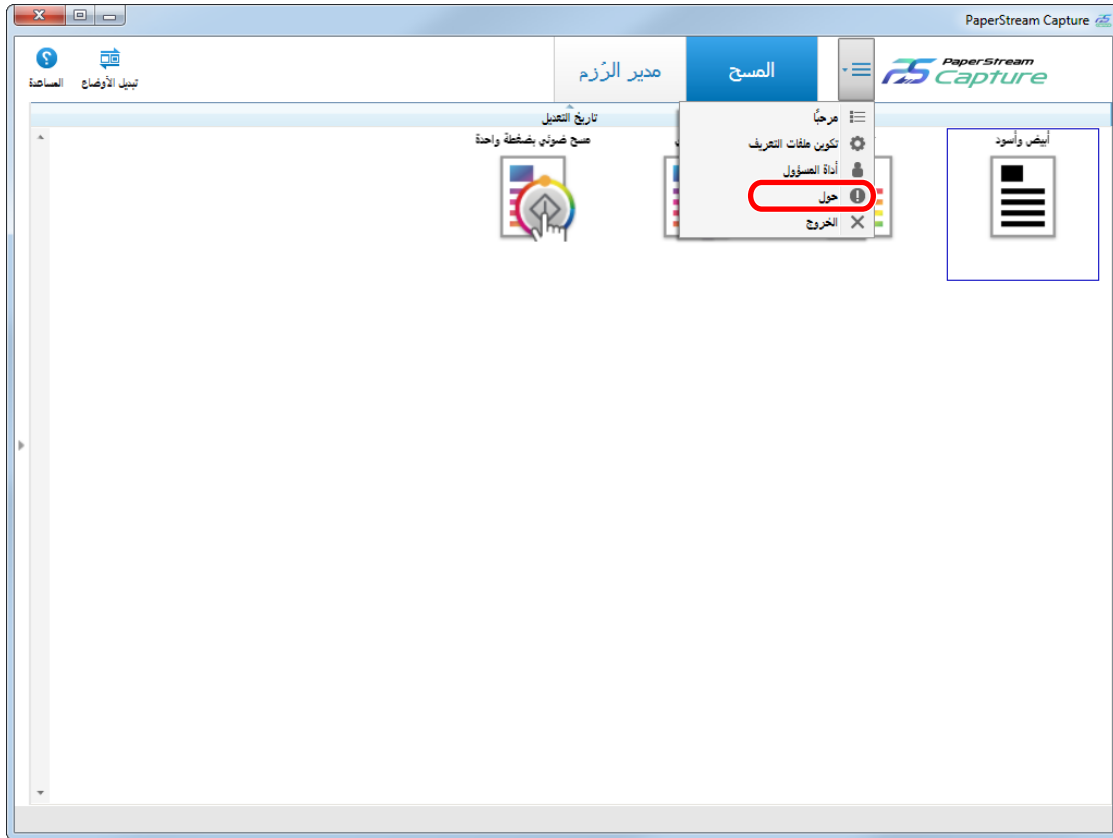 PaperStream Capture
PaperStream
Capture
المسح
مدير الرُزم
تبديل الأوضاع
المساعدة
تاريخ التعديل
مرحبًا
تكوين ملفات التعريف
أداة المسؤول
حول
الخروج
أبيض وأسود
مسح ضوئي بضغطة واحدة